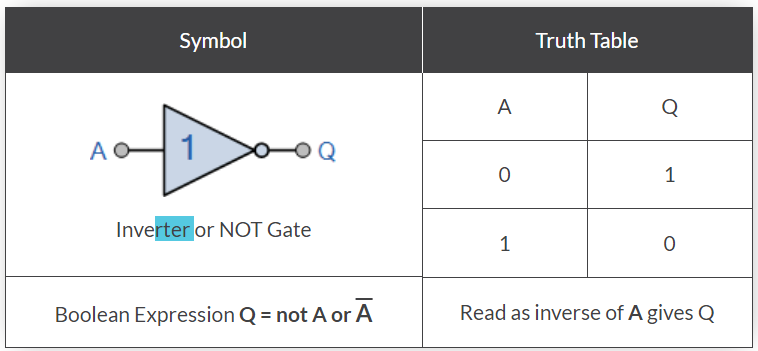 Symbol
Truth Table
A
Q
A
1
Q
0
1
Inverter or NOT Gate
1
0
Boolean Expression Q = not A or A̅
Read as inverse of A gives Q